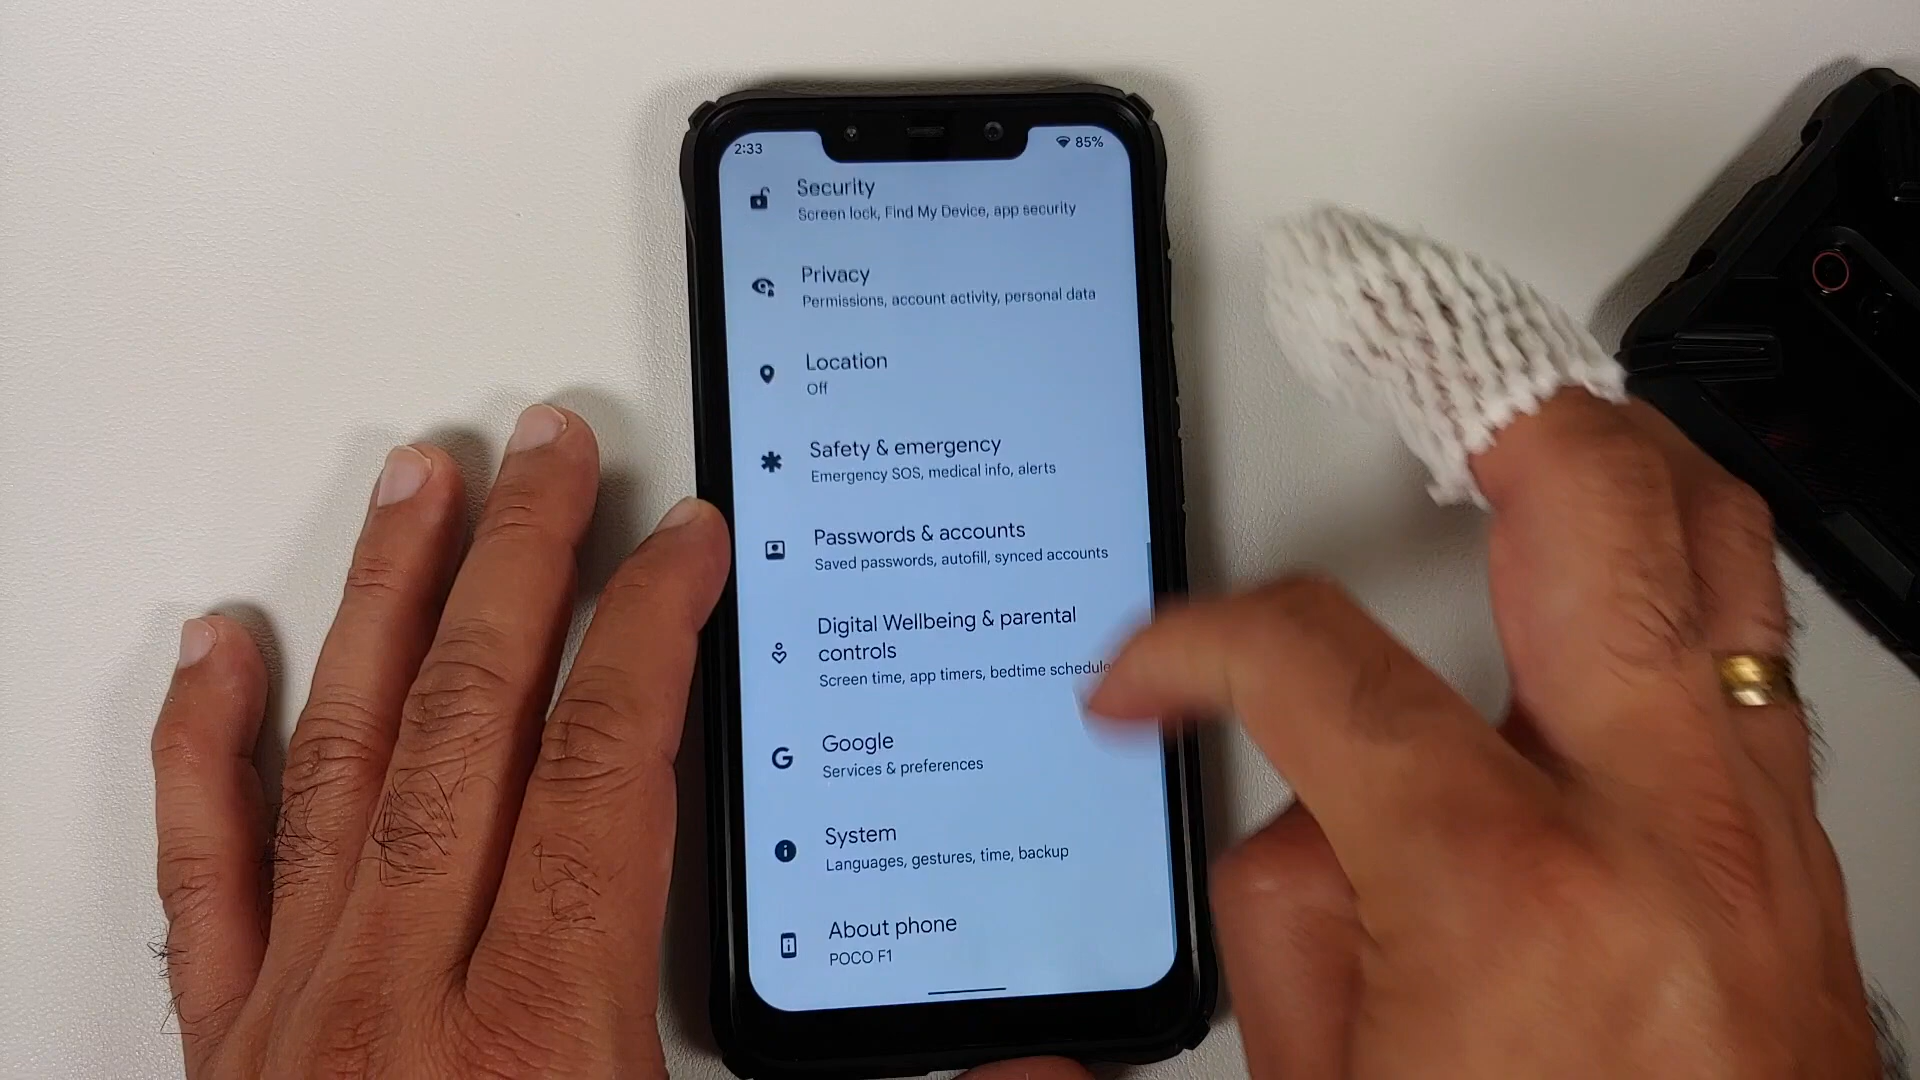 2:33
85%
Security
Screen lock, Find My Device, app security
Privacy
Permissions, account activity, personal data
Location
Off
Safety & emergency
Emergency SOS, medical info, alerts
Passwords & accounts
Saved passwords, autofill, synced accounts
Digital Wellbeing & parental
controls
Screen time, app timers, bedtime schedule
Google
Services & preferences
System
Languages, gestures, time, backup
About phone
POCO F1